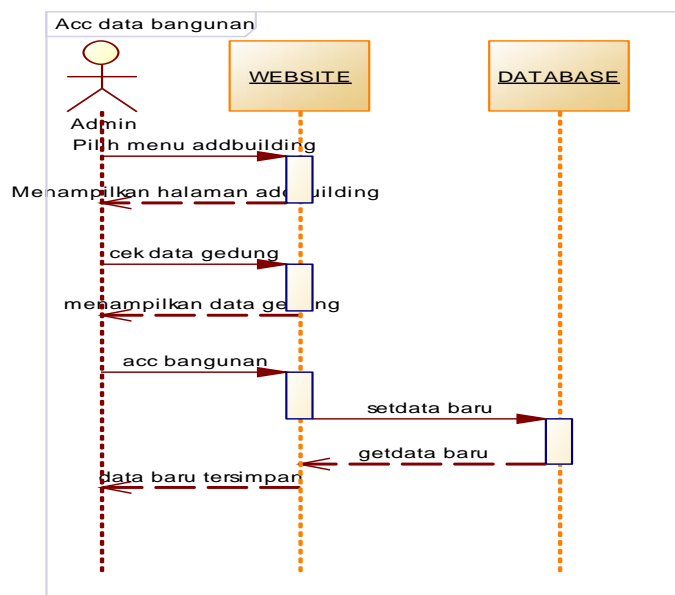 Acc data bangunan
WEBSITE
DATABASE
Admin
Pilih menu addbuilding
Menampilkan halaman addbuilding
cek data gedung
menampilkan data gedung
acc bangunan
setdata baru
getdata baru
data baru tersimpan